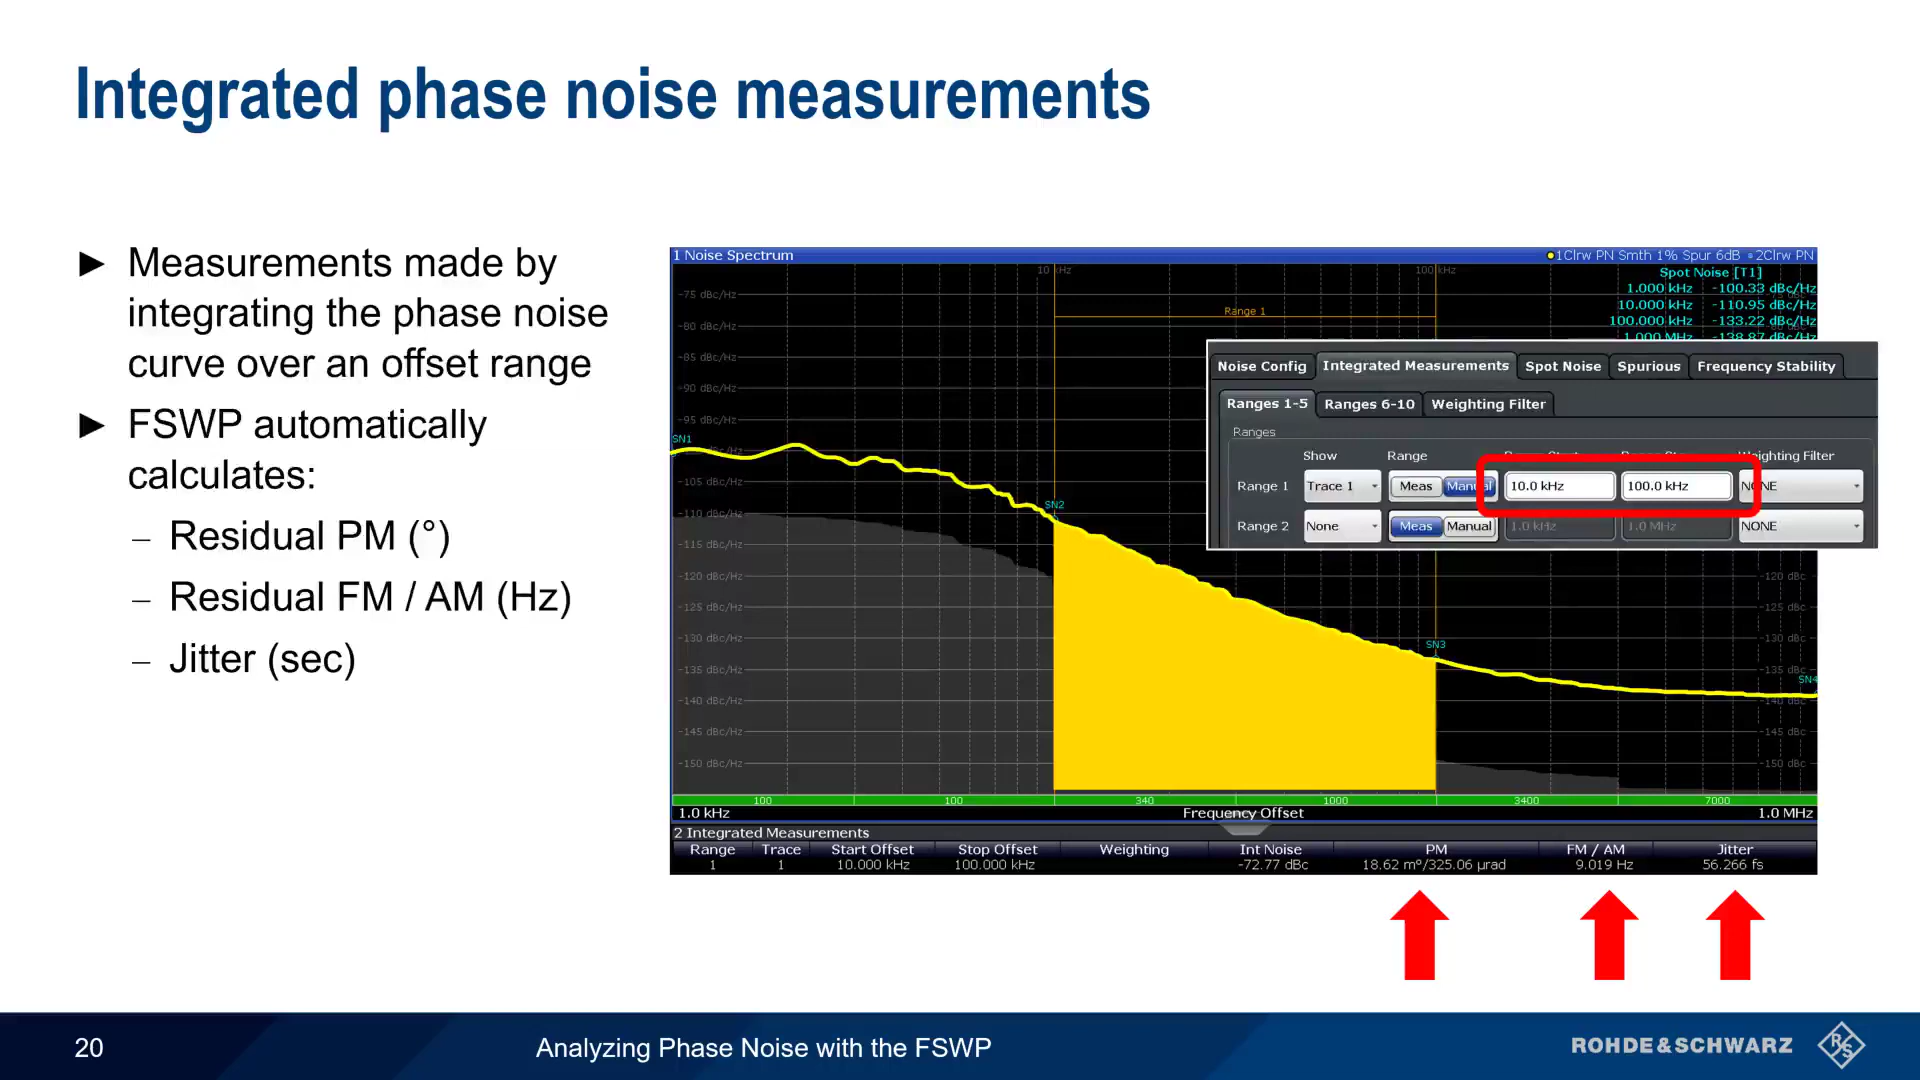 Integrated phase noise measurements
► Measurements made by
integrating the phase noise
curve over an offset range
► FSWP automatically
calculates:
– Residual PM (°)
– Residual FM / AM (Hz)
– Jitter (sec)
1 Noise Spectrum
1Clrw PN Smth 1% Spur 6dB 2Clrw PN
10 kHz
100 kHz
Spot Noise [T1]
1.000 kHz -100.33 dBc/Hz
10.000 kHz -110.95 dBc/Hz
100.000 kHz -133.22 dBc/Hz
1.000 MHz -138.87 dBc/Hz
Range 1
-75 dBc/Hz
-80 dBc/Hz
-85 dBc/Hz
-90 dBc/Hz
-95 dBc/Hz
SN1
-105 dBc/Hz
-110 dBc/Hz
-115 dBc/Hz
-120 dBc/Hz
-125 dBc/Hz
-130 dBc/Hz
-135 dBc/Hz
-140 dBc/Hz
-145 dBc/Hz
-150 dBc/Hz
SN2
SN3
SN4
-120 dBc
-125 dBc
-130 dBc
-135 dBc
-140 dBc
-145 dBc
-150 dBc
Noise Config Integrated Measurements Spot Noise Spurious Frequency Stability
Ranges 1-5 Ranges 6-10 Weighting Filter
Ranges
Show Range Weighting Filter
Range 1 Trace 1 Meas Manual 10.0 kHz 100.0 kHz NONE
Range 2 None Meas Manual 1.0 kHz 1.0 MHz NONE
100 100 340 1000 3400 7000
1.0 kHz Frequency Offset 1.0 MHz
2 Integrated Measurements
Range Trace Start Offset Stop Offset Weighting Int Noise PM FM / AM Jitter
1 1 10.000 kHz 100.000 kHz -72.77 dBc 18.62 m°/325.06 µrad 9.019 Hz 56.266 fs
20
Analyzing Phase Noise with the FSWP
ROHDE&SCHWARZ
R&S